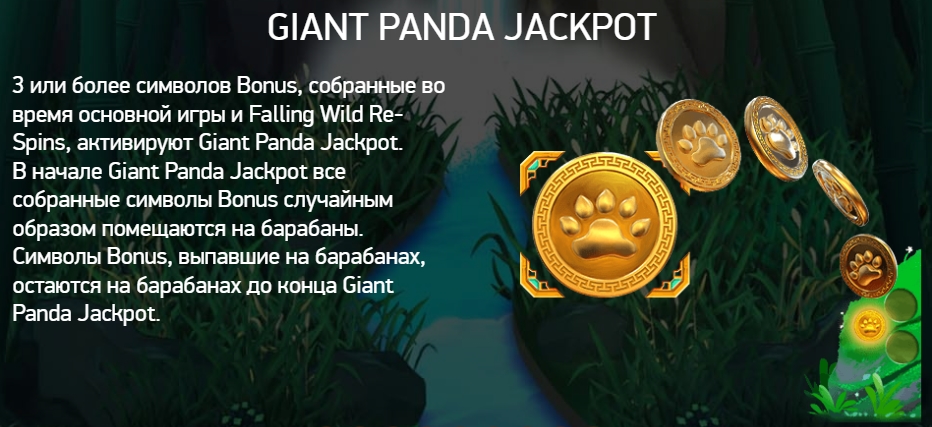 GIANT PANDA JACKPOT
3 или более символов Bonus, собранные во
время основной игры и Falling Wild Re-
Spins, активируют Giant Panda Jackpot.
В начале Giant Panda Jackpot все
собранные символы Bonus случайным
образом помещаются на барабаны.
Символы Bonus, выпавшие на барабанах,
остаются на барабанах до конца Giant
Panda Jackpot.